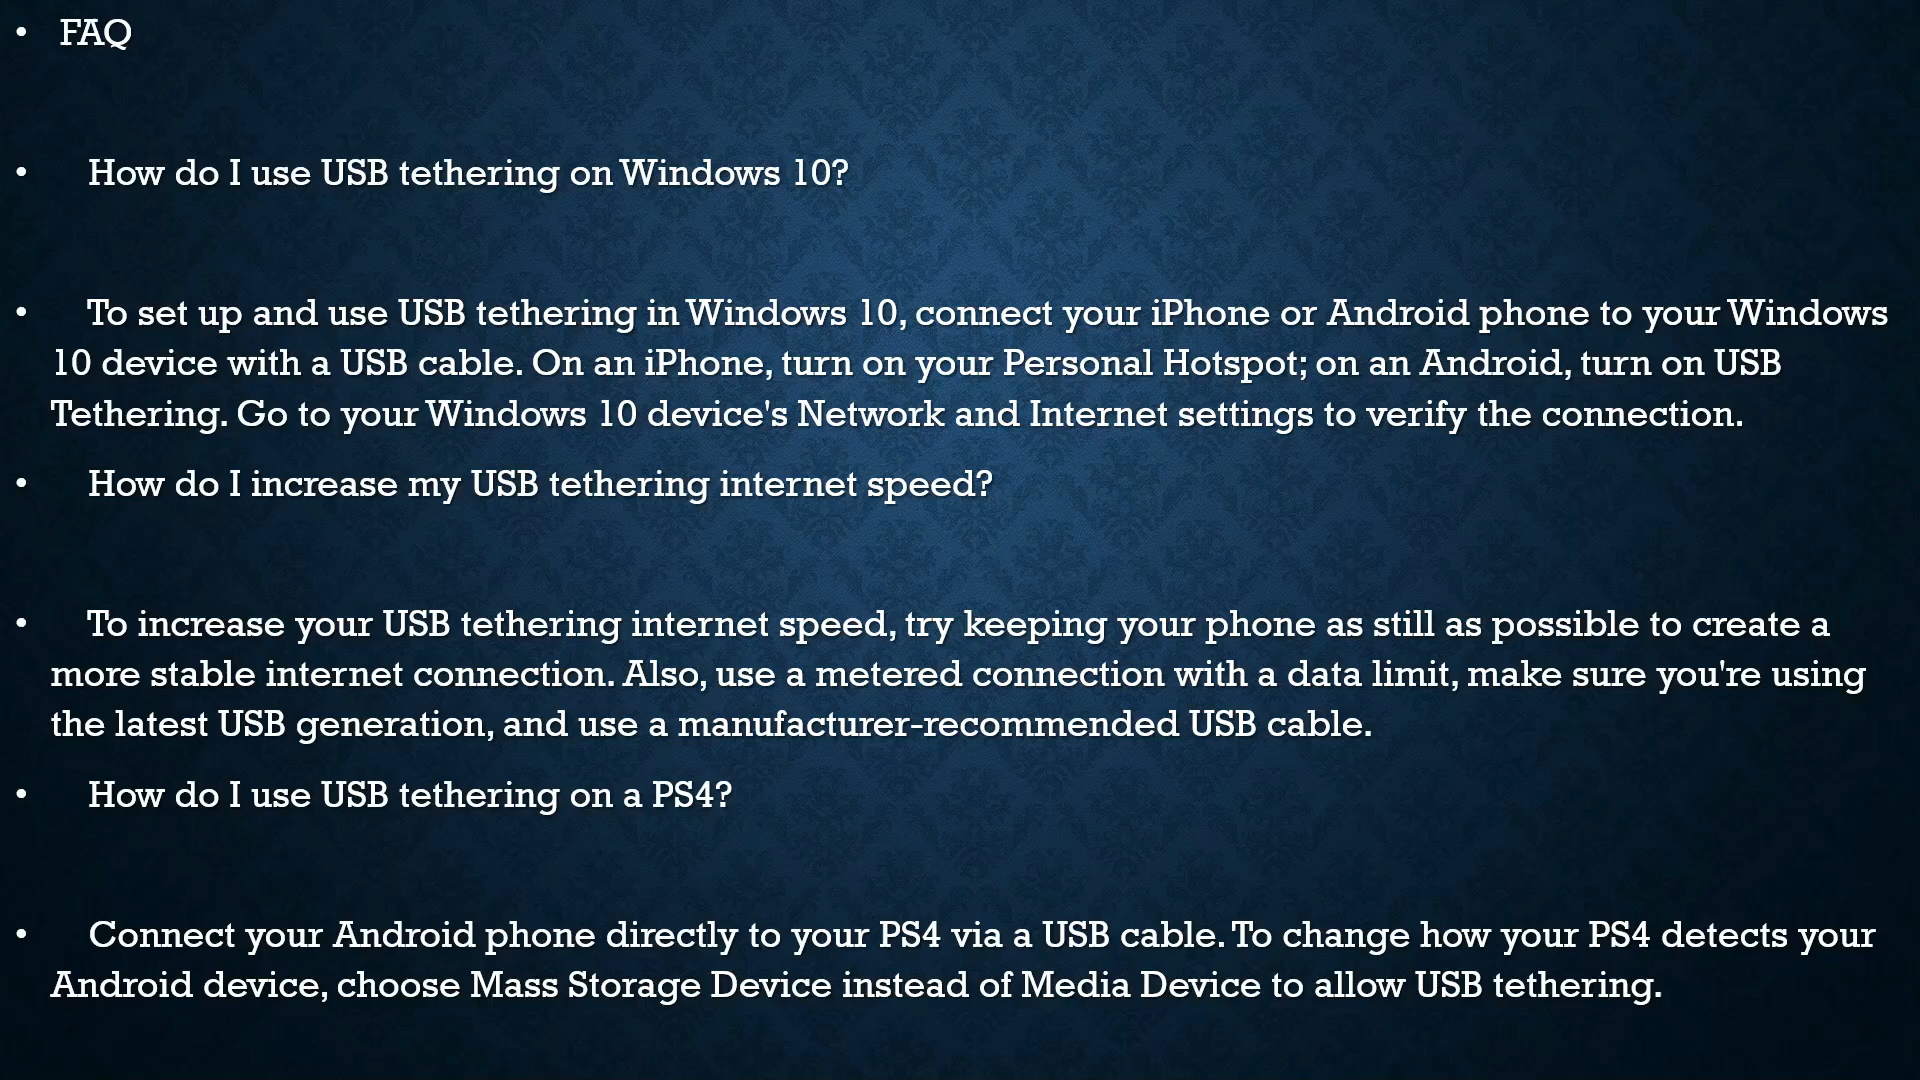 • FAQ
• How do I use USB tethering on Windows 10?
• To set up and use USB tethering in Windows 10, connect your iPhone or Android phone to your Windows
10 device with a USB cable. On an iPhone, turn on your Personal Hotspot; on an Android, turn on USB
Tethering. Go to your Windows 10 device's Network and Internet settings to verify the connection.
• How do I increase my USB tethering internet speed?
• To increase your USB tethering internet speed, try keeping your phone as still as possible to create a
more stable internet connection. Also, use a metered connection with a data limit, make sure you're using
the latest USB generation, and use a manufacturer-recommended USB cable.
• How do I use USB tethering on a PS4?
• Connect your Android phone directly to your PS4 via a USB cable. To change how your PS4 detects your
Android device, choose Mass Storage Device instead of Media Device to allow USB tethering.